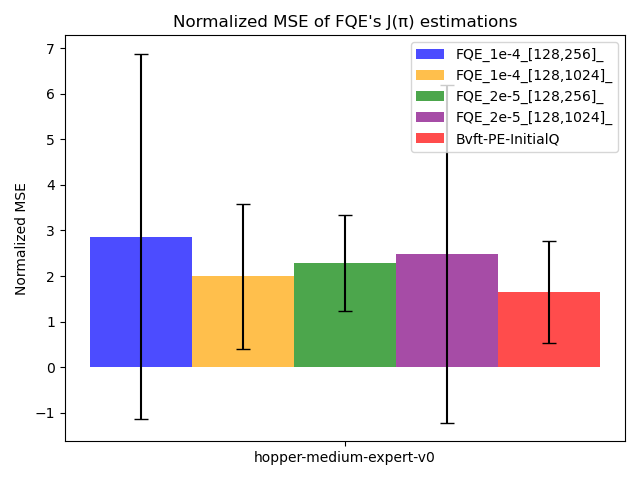 Normalized MSE of FQE's J(π) estimations
7
6
5
4
3
2
1
0
−1
Normalized MSE
FQE_1e-4_[128,256]_
FQE_1e-4_[128,1024]_
FQE_2e-5_[128,256]_
FQE_2e-5_[128,1024]_
Bvft-PE-InitialQ
hopper-medium-expert-v0